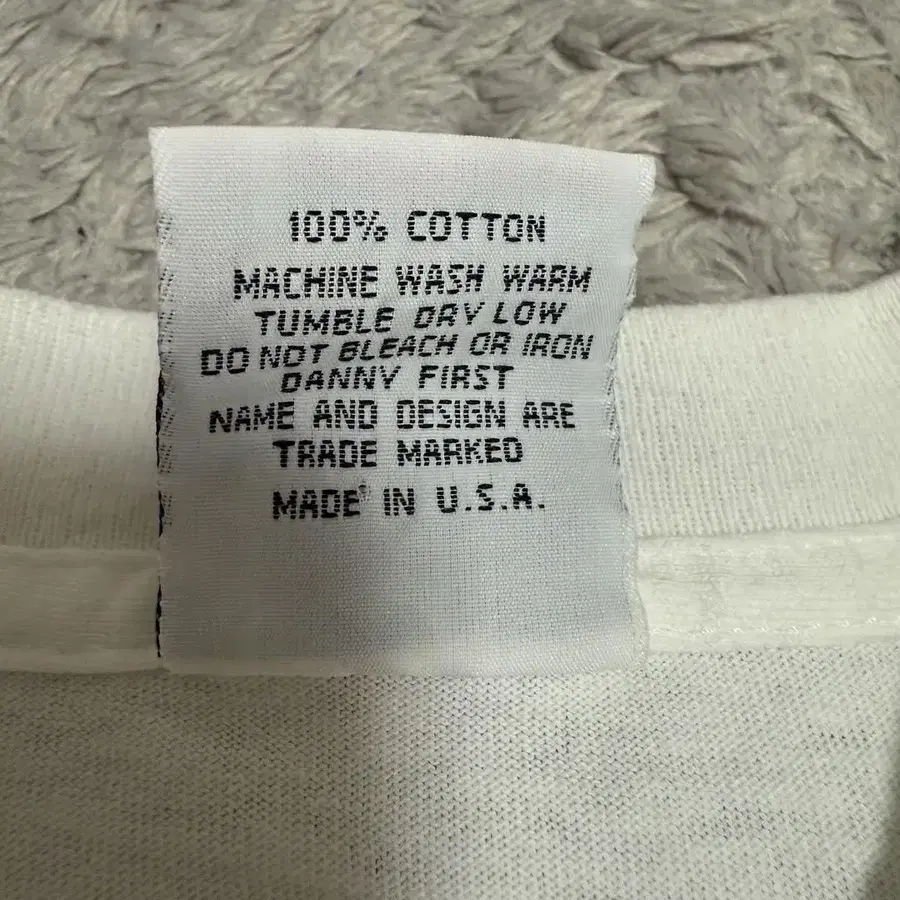 100% COTTON
MACHINE WASH WARM
TUMBLE DRY LOW
DO NOT BLEACH OR IRON
DANNY FIRST
NAME AND DESIGN ARE
TRADE MARKED
MADE IN U.S.A.